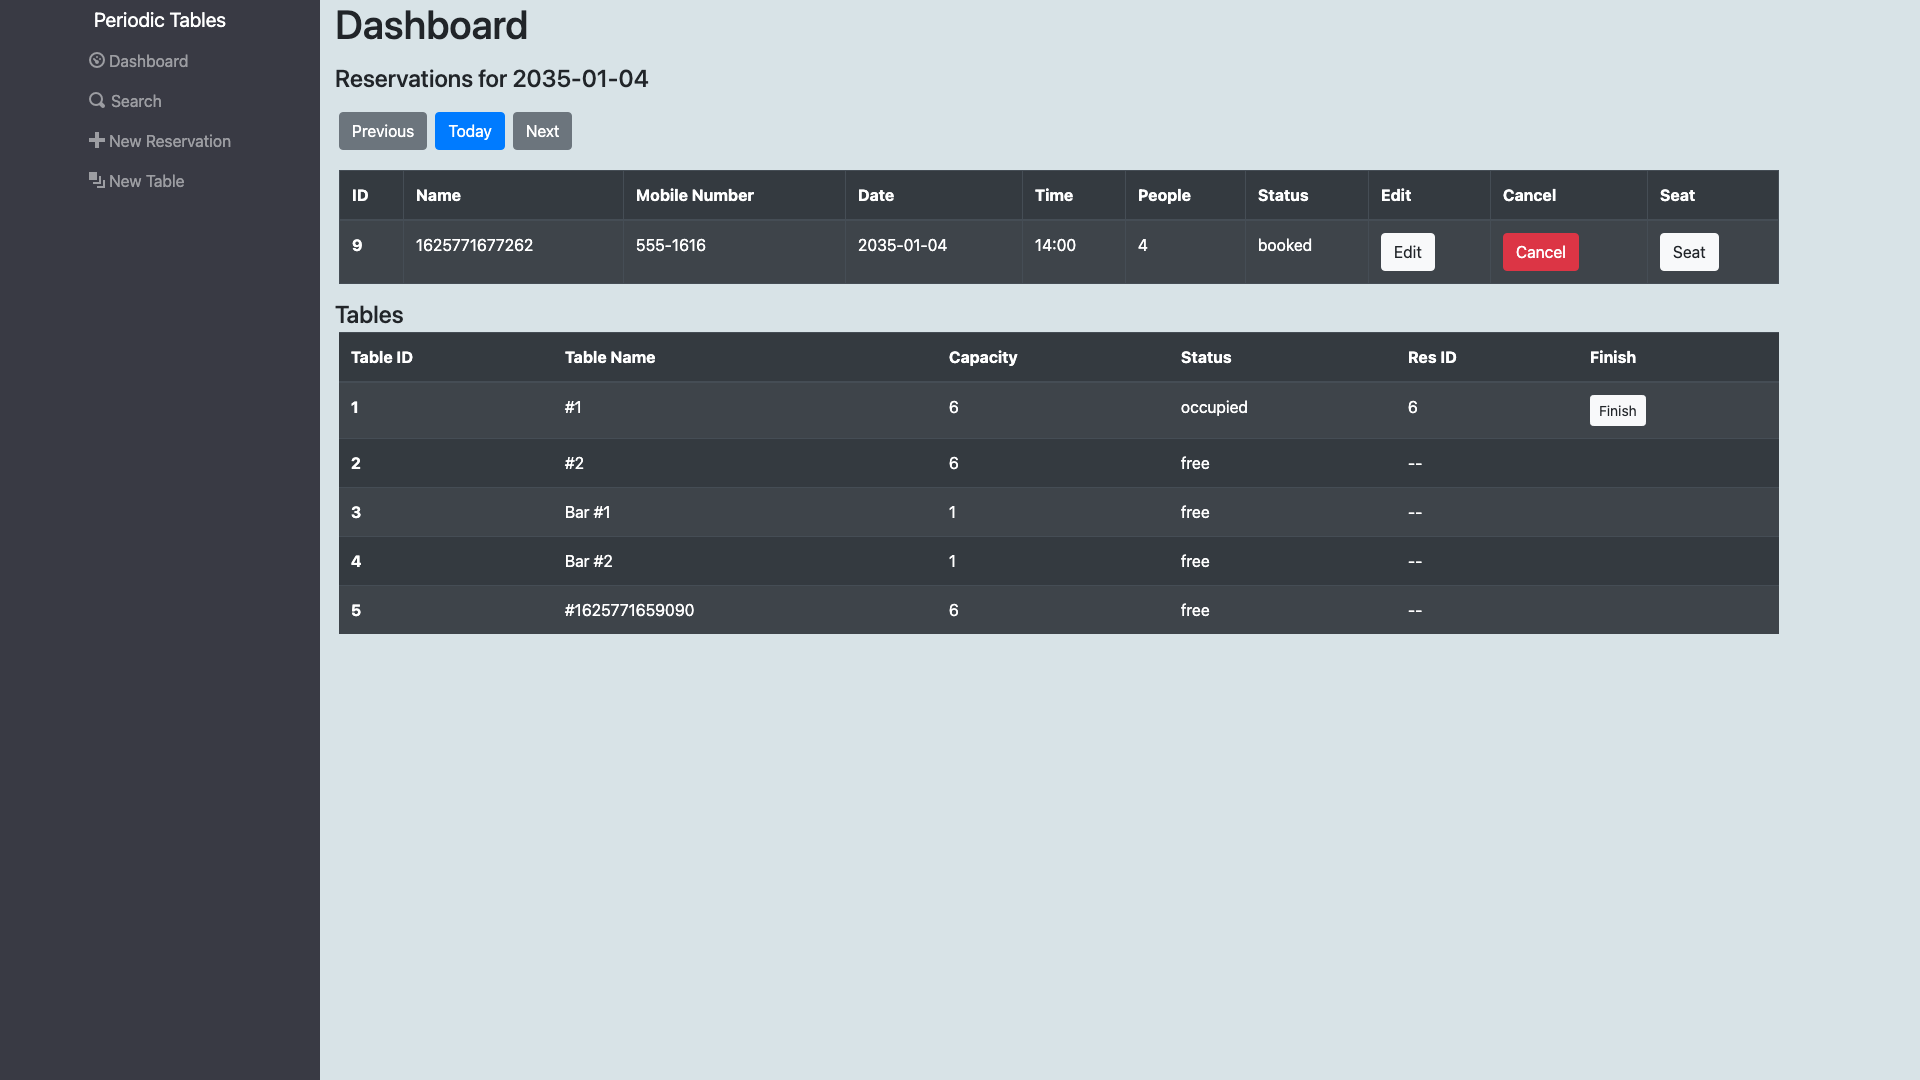 Periodic Tables
Dashboard
Search
New Reservation
New Table
Dashboard
Reservations for 2035-01-04
Previous Today Next
ID Name Mobile Number Date Time People Status Edit Cancel Seat
9 1625771677262 555-1616 2035-01-04 14:00 4 booked Edit Cancel Seat
Tables
Table ID Table Name Capacity Status Res ID Finish
1 #1 6 occupied 6 Finish
2 #2 6 free --
3 Bar #1 1 free --
4 Bar #2 1 free --
5 #1625771659090 6 free --